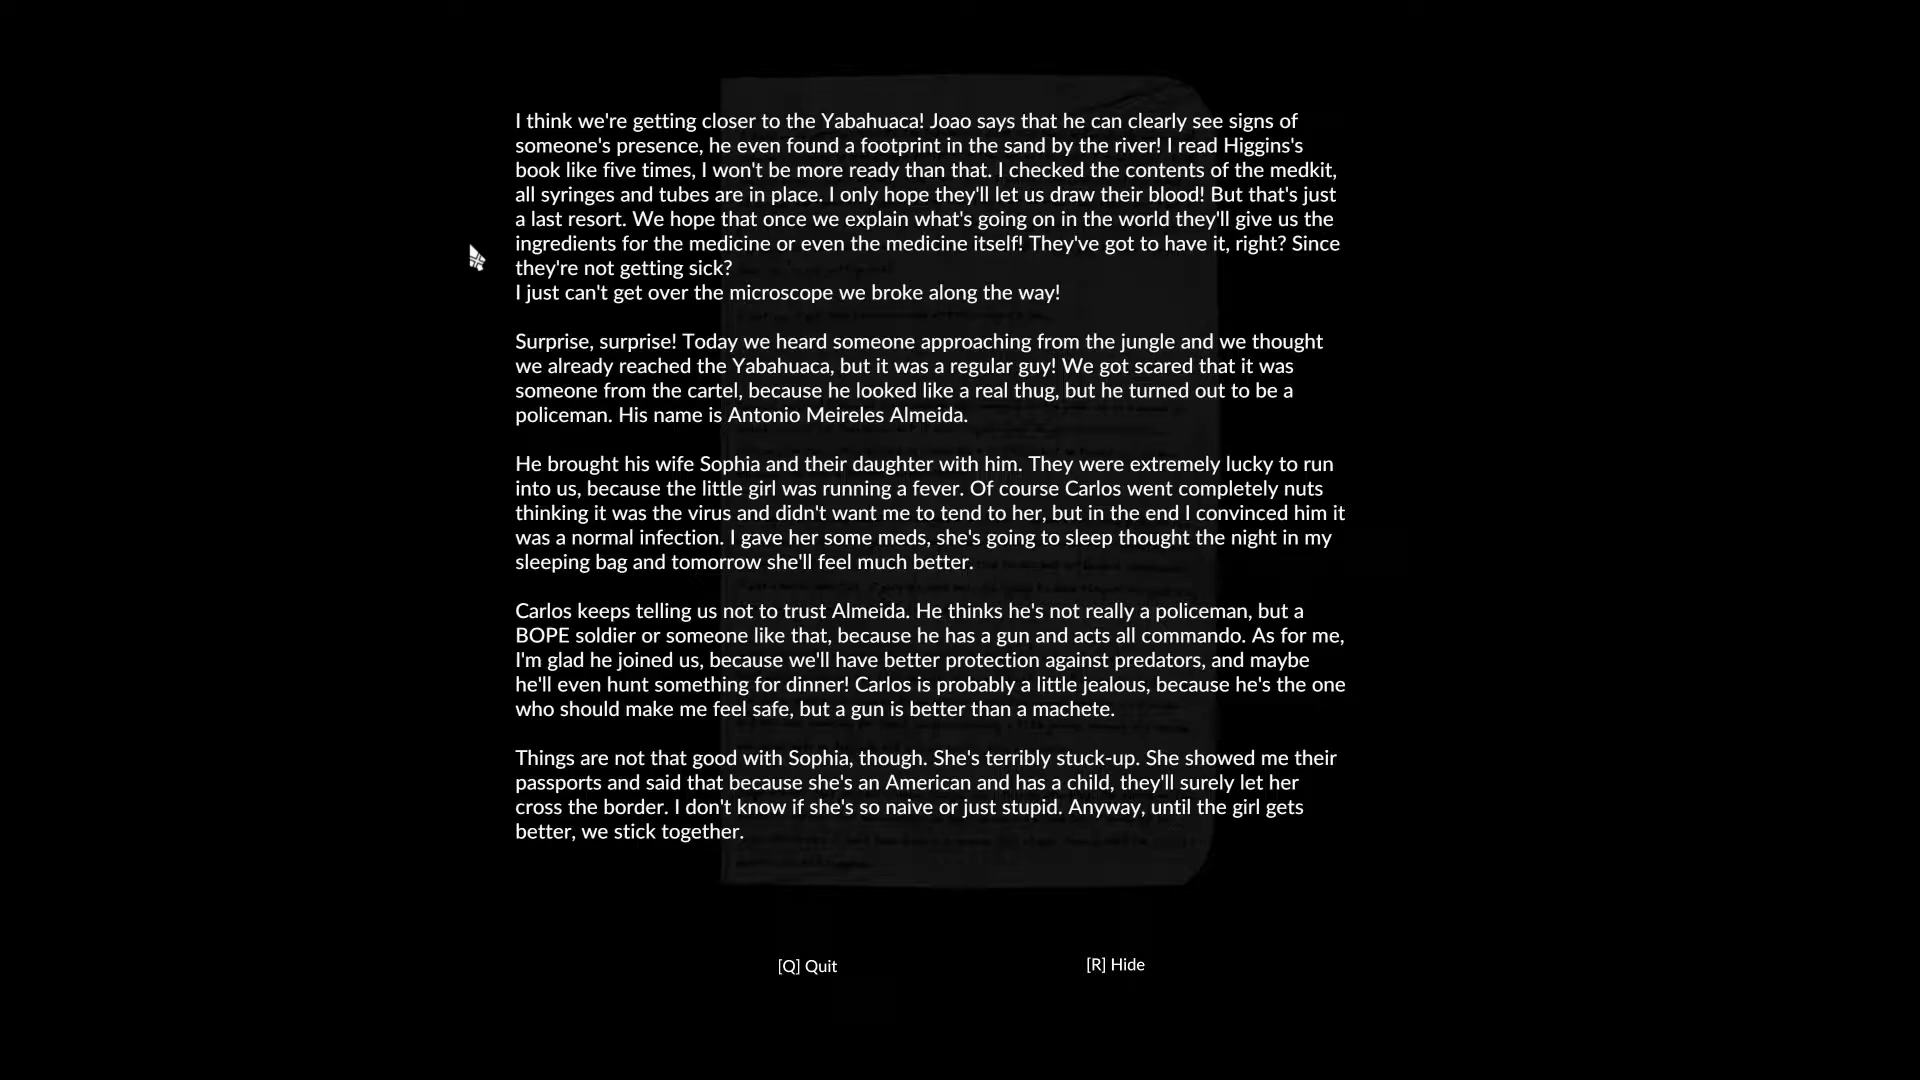 I think we're getting closer to the Yabahuaca! Joao says that he can clearly see signs of
someone's presence, he even found a footprint in the sand by the river! I read Higgins's
book like five times, I won't be more ready than that. I checked the contents of the medkit,
all syringes and tubes are in place. I only hope they'll let us draw their blood! But that's just
a last resort. We hope that once we explain what's going on in the world they'll give us the
ingredients for the medicine or even the medicine itself! They've got to have it, right? Since
they're not getting sick?
I just can't get over the microscope we broke along the way!
Surprise, surprise! Today we heard someone approaching from the jungle and we thought
we already reached the Yabahuaca, but it was a regular guy! We got scared that it was
someone from the cartel, because he looked like a real thug, but he turned out to be a
policeman. His name is Antonio Meireles Almeida.
He brought his wife Sophia and their daughter with him. They were extremely lucky to run
into us, because the little girl was running a fever. Of course Carlos went completely nuts
thinking it was the virus and didn't want me to tend to her, but in the end I convinced him it
was a normal infection. I gave her some meds, she's going to sleep thought the night in my
sleeping bag and tomorrow she'll feel much better.
Carlos keeps telling us not to trust Almeida. He thinks he's not really a policeman, but a
BOPE soldier or someone like that, because he has a gun and acts all commando. As for me,
I'm glad he joined us, because we'll have better protection against predators, and maybe
he'll even hunt something for dinner! Carlos is probably a little jealous, because he's the one
who should make me feel safe, but a gun is better than a machete.
Things are not that good with Sophia, though. She's terribly stuck-up. She showed me their
passports and said that because she's an American and has a child, they'll surely let her
cross the border. I don't know if she's so naive or just stupid. Anyway, until the girl gets
better, we stick together.
[Q] Quit
[R] Hide